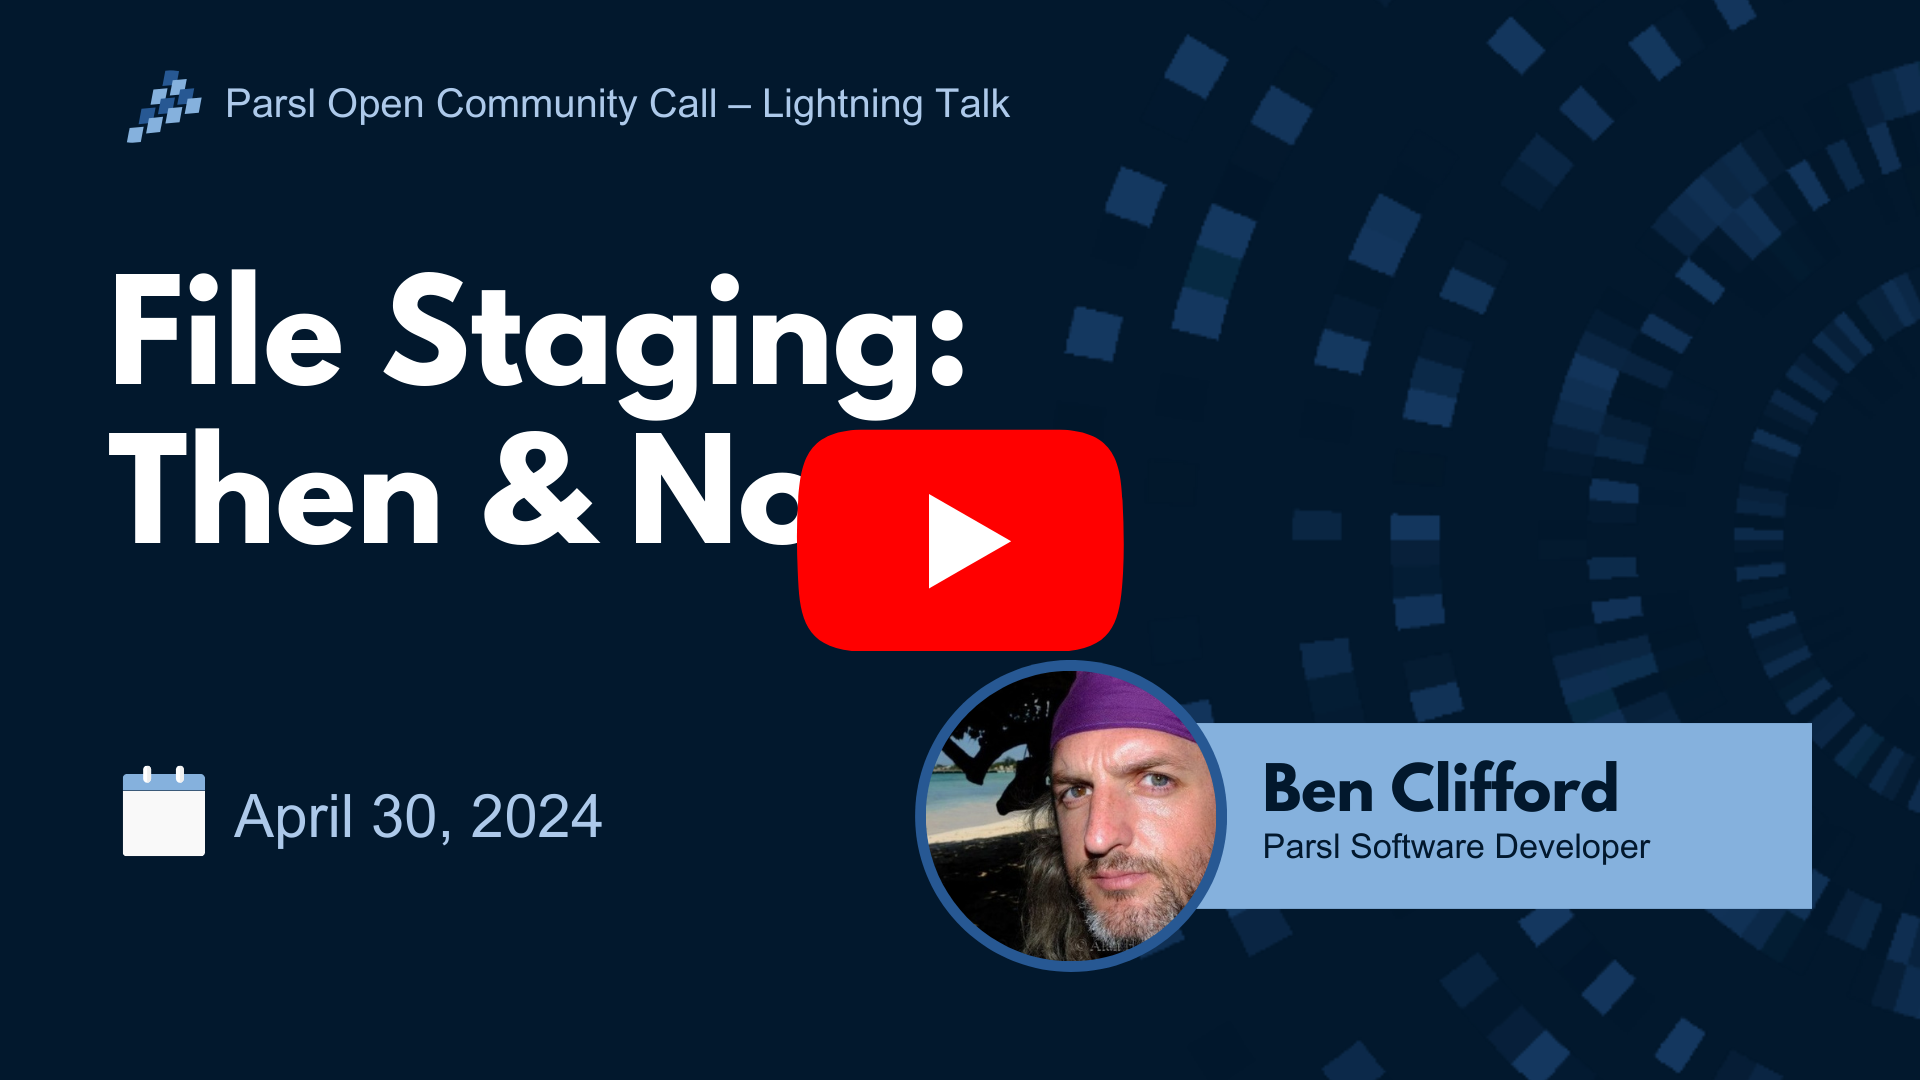 Parsl Open Community Call – Lightning Talk
File Staging:
Then & No
April 30, 2024
Ben Clifford
Parsl Software Developer